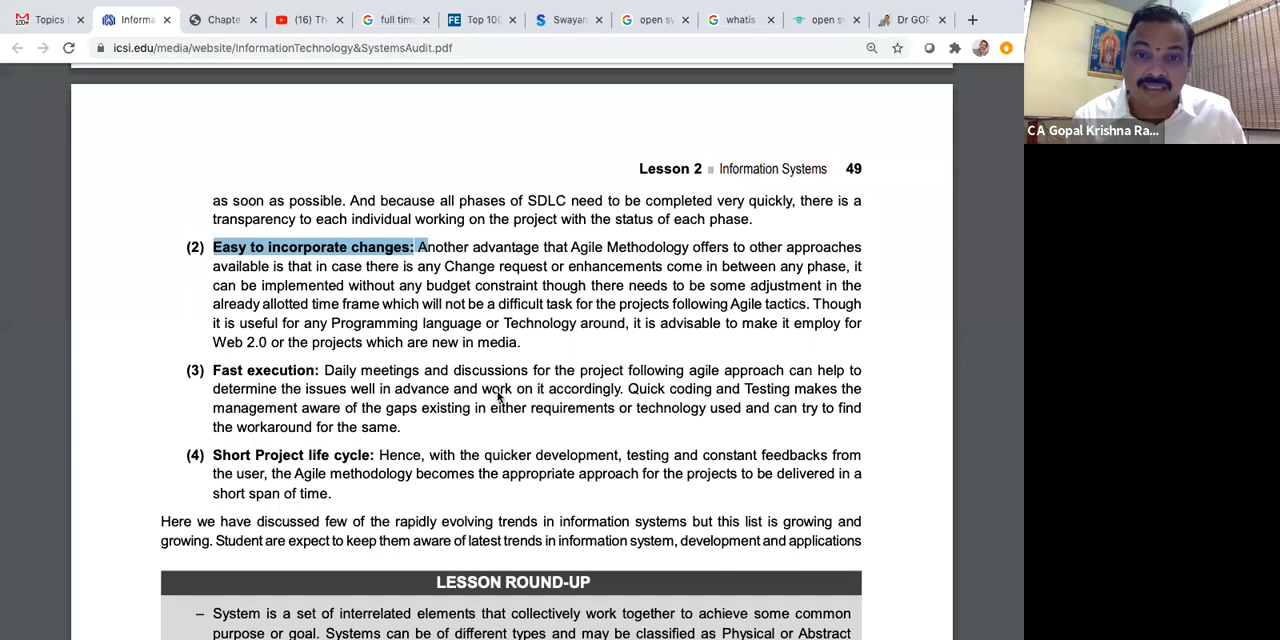 Topics
Informa
Chapte
(16) Th
full time
Top 100
Swayan
open sy
whatis
open sy
Dr GOP
icsi.edu/media/website/InformationTechnology&SystemsAudit.pdf
C A Gopal Krishna Ra...
Lesson 2 Information Systems 49
as soon as possible. And because all phases of SDLC need to be completed very quickly, there is a
transparency to each individual working on the project with the status of each phase.
(2) Easy to incorporate changes: Another advantage that Agile Methodology offers to other approaches
available is that in case there is any Change request or enhancements come in between any phase, it
can be implemented without any budget constraint though there needs to be some adjustment in the
already allotted time frame which will not be a difficult task for the projects following Agile tactics. Though
it is useful for any Programming language or Technology around, it is advisable to make it employ for
Web 2.0 or the projects which are new in media.
(3) Fast execution: Daily meetings and discussions for the project following agile approach can help to
determine the issues well in advance and work on it accordingly. Quick coding and Testing makes the
management aware of the gaps existing in either requirements or technology used and can try to find
the workaround for the same.
(4) Short Project life cycle: Hence, with the quicker development, testing and constant feedbacks from
the user, the Agile methodology becomes the appropriate approach for the projects to be delivered in a
short span of time.
Here we have discussed few of the rapidly evolving trends in information systems but this list is growing and
growing. Student are expect to keep them aware of latest trends in information system, development and applications
LESSON ROUND-UP
– System is a set of interrelated elements that collectively work together to achieve some common
purpose or goal. Systems can be of different types and may be classified as Physical or Abstract